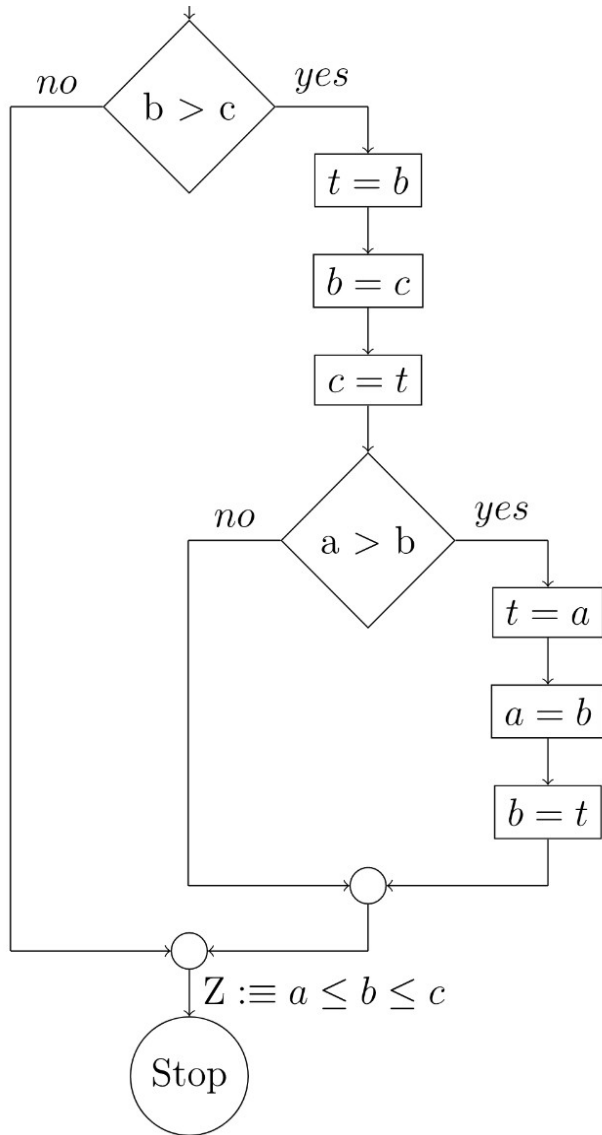 no
yes
b > c
t = b
b = c
c = t
no
yes
a > b
t = a
a = b
b = t
Z :≡ a ≤ b ≤ c
Stop